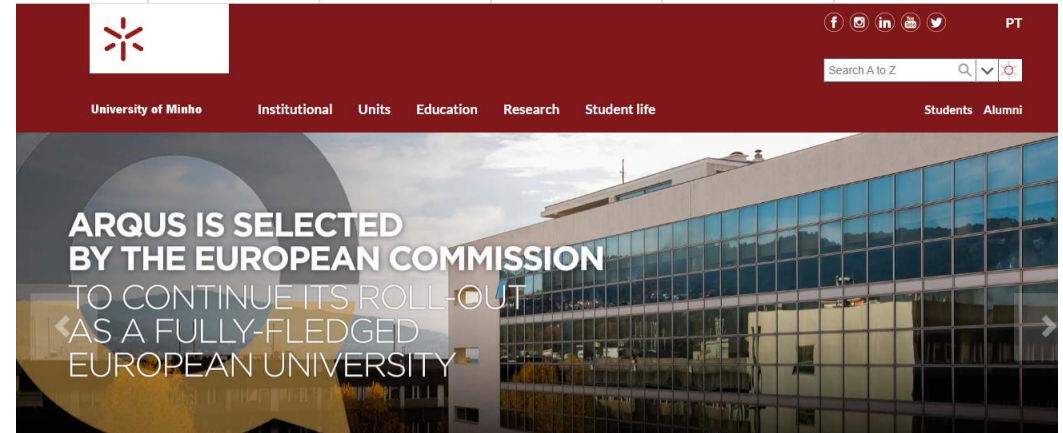 PT
Search A to Z
University of Minho Institutional Units Education Research Student life Students Alumni
ARQUS IS SELECTED
BY THE EUROPEAN COMMISSION
TO CONTINUE ITS ROLL-OUT
AS A FULLY-FLEDGED
EUROPEAN UNIVERSITY